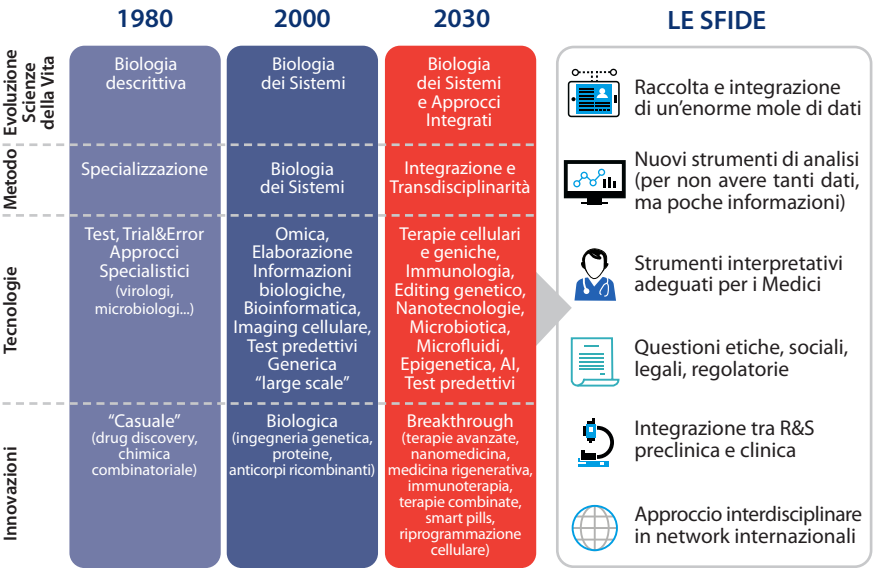 1980
2000
2030
LE SFIDE
Evoluzione
Scienze
della Vita
Biologia
descrittiva
Biologia
dei Sistemi
Biologia
dei Sistemi
e Approcci
Integrati
Metodo
Specializzazione
Biologia
dei Sistemi
Integrazione e
Transdisciplinarità
Tecnologie
Test, Trial&Error
Approcci
Specialistici
(virologi,
microbiologi...)
Omica,
Elaborazione
Informazioni
biologiche,
Bioinformatica,
Imaging cellulare,
Test predettivi
Generica
“large scale”
Terapie cellulari
e geniche,
Immunologia,
Editing genetico,
Nanotecnologie,
Microbiotica,
Microfluidi,
Epigenetica, AI,
Test predettivi
Innovazioni
“Casuale”
(drug discovery,
chimica
combinatoriale)
Biologica
(ingegneria genetica,
proteine,
anticorpi ricombinanti)
Breakthrough
(terapie avanzate,
nanomedicina,
medicina rigenerativa,
immunoterapia,
terapie combinate,
smart pills,
riprogrammazione
cellulare)
Raccolta e integrazione
di un’enorme mole di dati
Nuovi strumenti di analisi
(per non avere tanti dati,
ma poche informazioni)
Strumenti interpretativi
adeguati per i Medici
Questioni etiche, sociali,
legali, regolatorie
Integrazione tra R&S
preclinica e clinica
Approccio interdisciplinare
in network internazionali